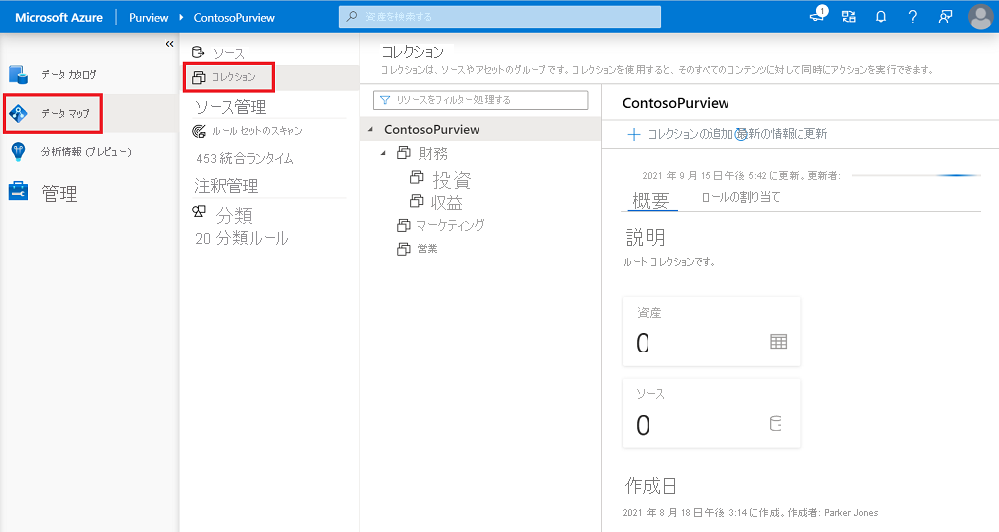 Microsoft Azure Purview ContosoPurview 資産を検索する 1
データ カタログ
データ マップ
分析情報 (プレビュー)
管理
ソース
コレクション
ソース管理
ルール セットのスキャン
453 統合ランタイム
注釈管理
分類
20 分類ルール
コレクション
コレクションは、ソースやアセットのグループです。コレクションを使用すると、そのすべてのコンテンツに対して同時にアクションを実行できます。
リソースをフィルター処理する
ContosoPurview
財務
投資
収益
マーケティング
営業
ContosoPurview
コレクションの追加 最新の情報に更新
2021 年 9 月 15 日午後 5:42 に更新。更新者:
概要 ロールの割り当て
説明
ルート コレクションです。
資産
0
ソース
0
作成日
2021 年 8 月 18 日午後 3:14 に作成。作成者: Parker Jones